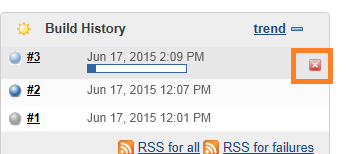 Build History trend
#3 Jun 17, 2015 2:09 PM
#2 Jun 17, 2015 12:07 PM
#1 Jun 17, 2015 12:01 PM
RSS for all RSS for failures